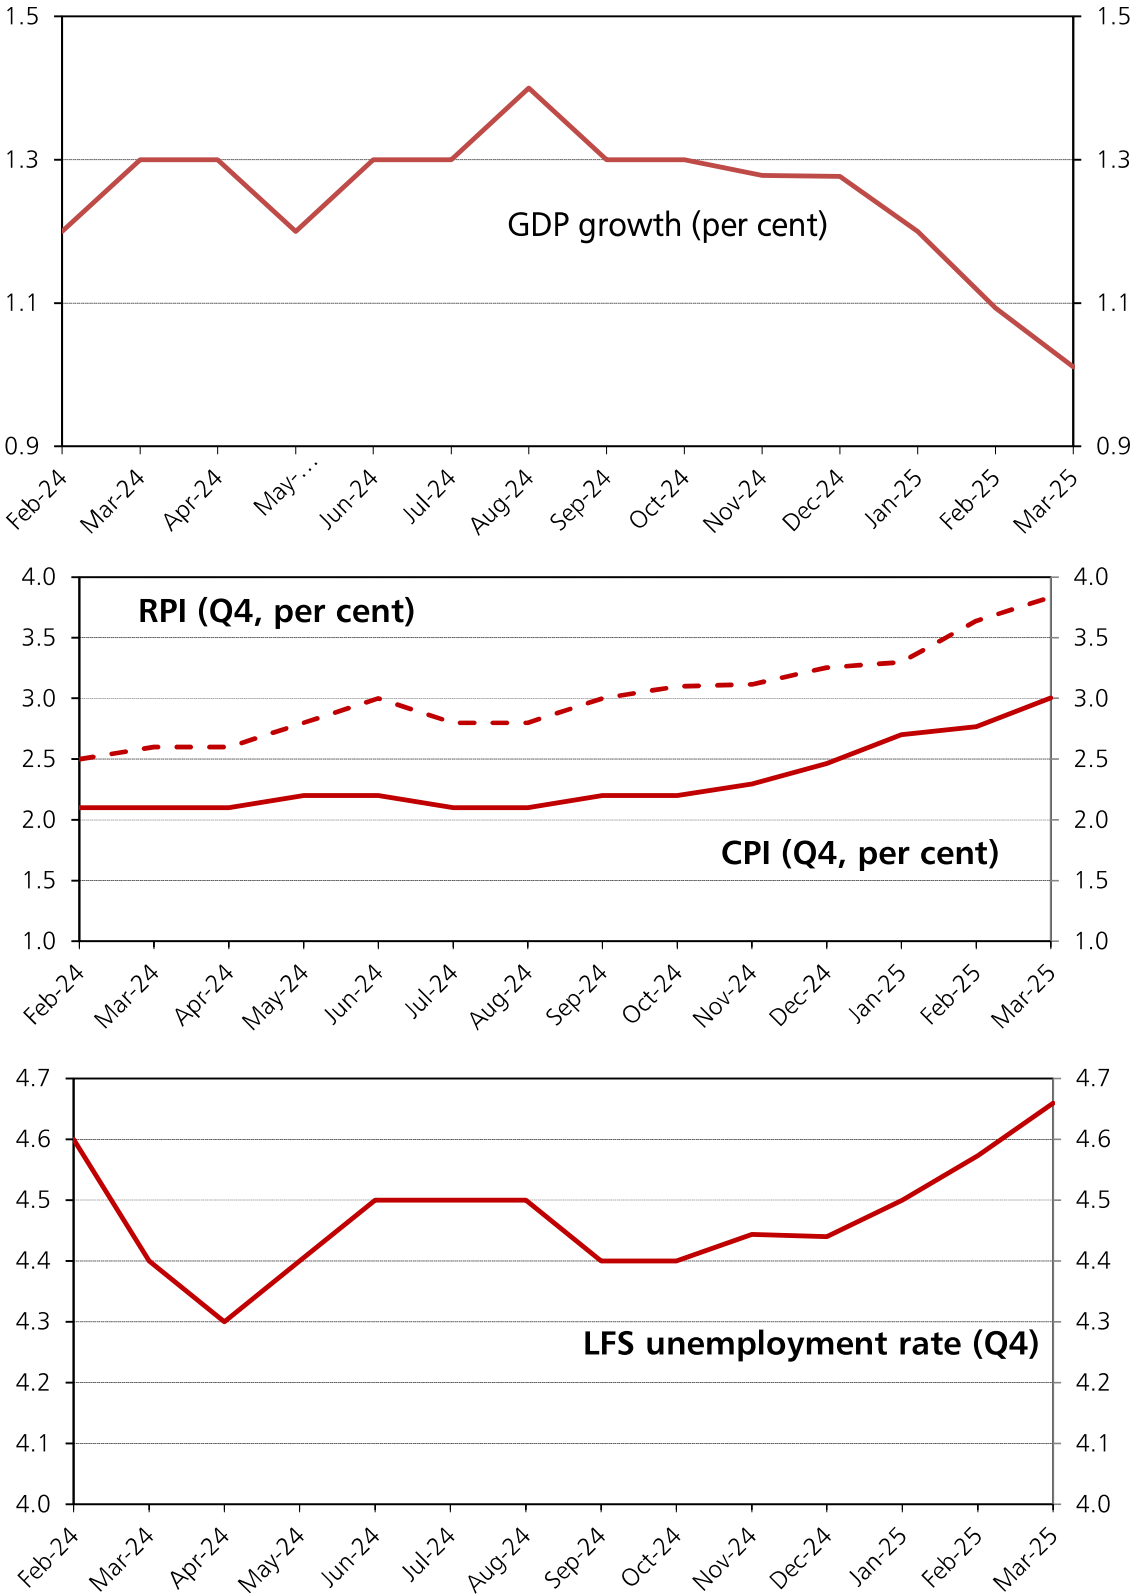 1.5 1.5
1.3 1.3
GDP growth (per cent)
1.1 1.1
0.9 0.9
Feb-24 Mar-24 Apr-24 May-... Jun-24 Jul-24 Aug-24 Sep-24 Oct-24 Nov-24 Dec-24 Jan-25 Feb-25 Mar-25
4.0 4.0
RPI (Q4, per cent)
3.5 3.5
3.0 3.0
2.5 2.5
2.0 2.0
CPI (Q4, per cent)
1.5 1.5
1.0 1.0
Feb-24 Mar-24 Apr-24 May-24 Jun-24 Jul-24 Aug-24 Sep-24 Oct-24 Nov-24 Dec-24 Jan-25 Feb-25 Mar-25
4.7 4.7
4.6 4.6
4.5 4.5
4.4 4.4
4.3 4.3
LFS unemployment rate (Q4)
4.2 4.2
4.1 4.1
4.0 4.0
Feb-24 Mar-24 Apr-24 May-24 Jun-24 Jul-24 Aug-24 Sep-24 Oct-24 Nov-24 Dec-24 Jan-25 Feb-25 Mar-25